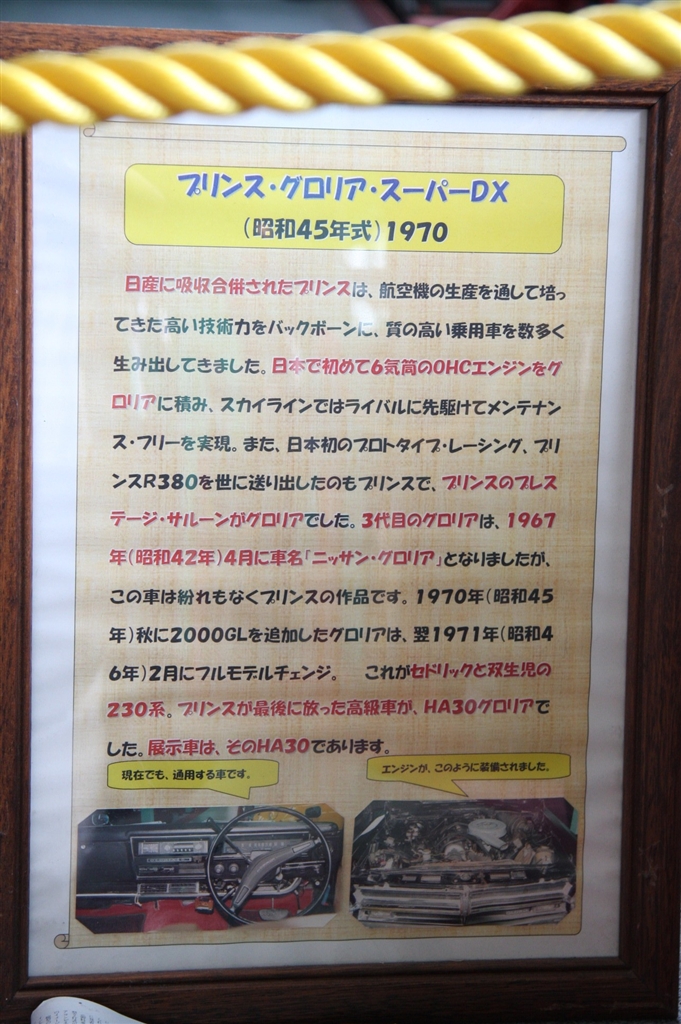 プリンス・グロリア・スーパーDX
（昭和45年式）1970
日産に吸収合併されたプリンスは、航空機の生産を通して培っ
てきた高い技術力をバックボーンに、質の高い乗用車を数多く
生み出してきました。日本で初めて6気筒のOHCエンジンをグ
ロリアに積み、スカイラインではライバルに先駆けてメンテナン
ス・フリーを実現。また、日本初のプロトタイプ・レーシング、プリ
ンスR380を世に送り出したのもプリンスで、プリンスのプレス
テージ・サルーンがグロリアでした。3代目のグロリアは、1967
年（昭和42年）4月に車名「ニッサン・グロリア」となりましたが、
この車は紛れもなくプリンスの作品です。1970年（昭和45
年）秋に2000GLを追加したグロリアは、翌1971年（昭和4
6年）2月にフルモデルチェンジ。　これがセドリックと双生児の
230系。プリンスが最後に放った高級車が、HA30グロリアで
した。展示車は、そのHA30であります。
現在でも、通用する車です。
エンジンが、このように装備されました。